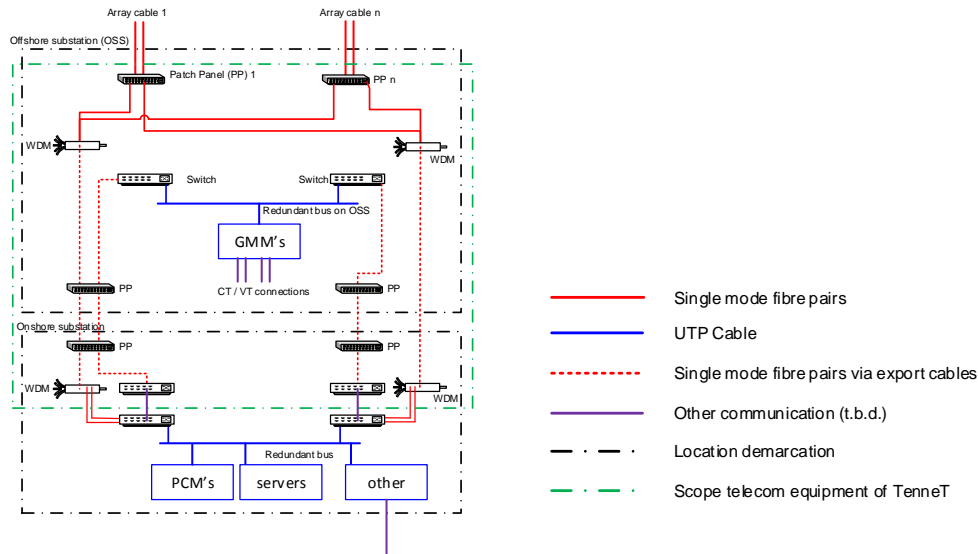 Array cable 1
Array cable n
Offshore substation (OSS)
Patch Panel (PP) 1
PP n
WDM
WDM
Switch
Switch
Redundant bus on OSS
GMM's
CT / VT connections
PP
PP
Onshore substation
PP
PP
WDM
WDM
Redundant bus
PCM's
servers
other
Single mode fibre pairs
UTP Cable
Single mode fibre pairs via export cables
Other communication (t.b.d.)
Location demarcation
Scope telecom equipment of TenneT